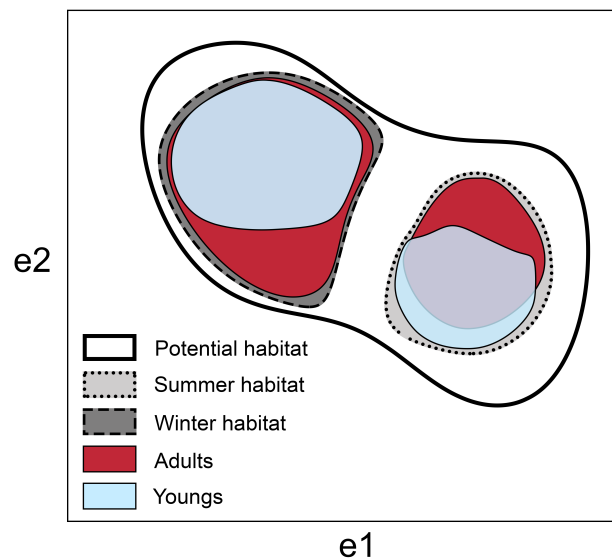 e2
Potential habitat
Summer habitat
Winter habitat
Adults
Youngs
e1